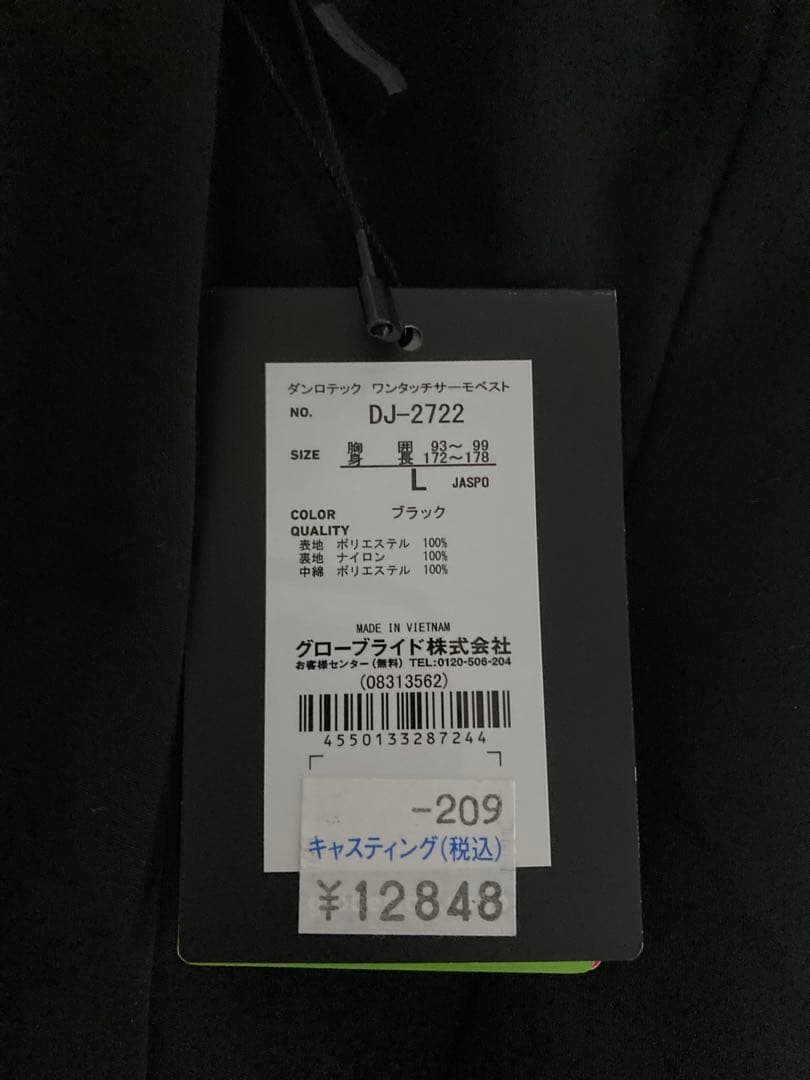 ダンロテック ワンタッチサーモベスト
NO. DJ-2722
SIZE 胸囲 93～ 99
身長 172～178
L JASPO
COLOR ブラック
QUALITY
表地 ポリエステル 100%
裏地 ナイロン 100%
中綿 ポリエステル 100%
MADE IN VIETNAM
グローブライド株式会社
お客様センター(無料) TEL:0120-506-204
(08313562)
4550133287244
-209
キャスティング(税込)
¥12848